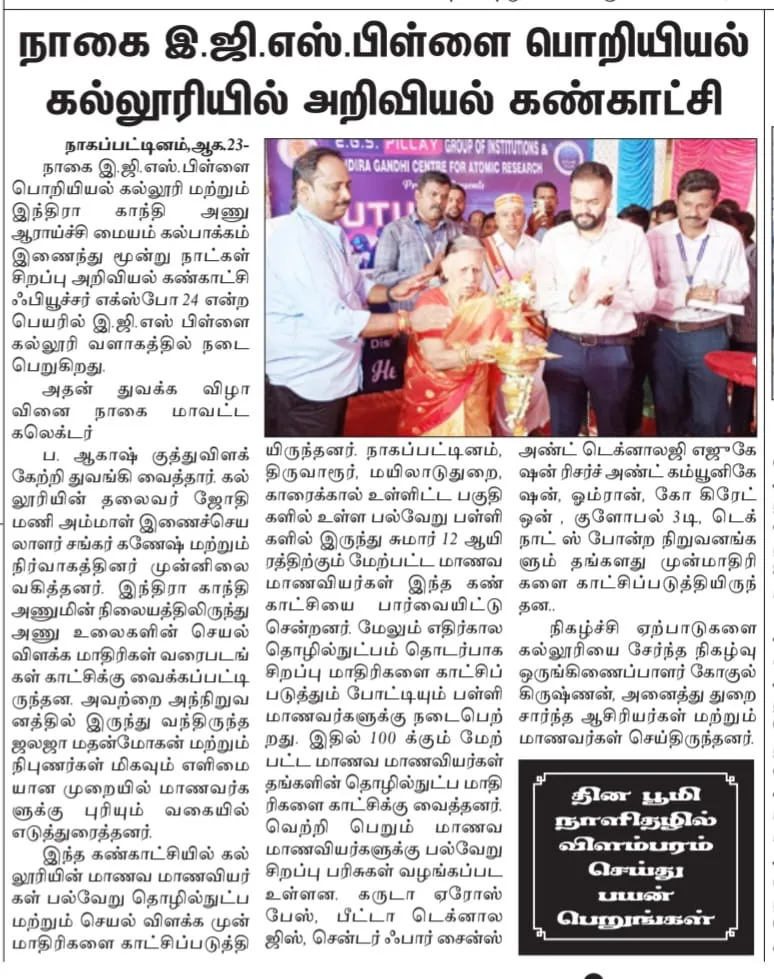 நாகை இ.ஜி.எஸ்.பிள்ளை பொறியியல்
கல்லூரியில் அறிவியல் கண்காட்சி
நாகப்பட்டினம்,ஆக.23-
நாகை இ.ஜி.எஸ்.பிள்ளை
பொறியியல் கல்லூரி மற்றும்
இந்திரா காந்தி அணு
ஆராய்ச்சி மையம் கல்பாக்கம்
இணைந்து மூன்று நாட்கள்
சிறப்பு அறிவியல் கண்காட்சி
ஃபியூச்சர் எக்ஸ்போ 24 என்ற
பெயரில் இ.ஜி.எஸ் பிள்ளை
கல்லூரி வளாகத்தில் நடை
பெறுகிறது.
அதன் துவக்க விழா
வினை நாகை மாவட்ட
கலெக்டர்
ப. ஆகாஷ் குத்துவிளக்
கேற்றி துவங்கி வைத்தார். கல்
லூரியின் தலைவர் ஜோதி
மணி அம்மாள் இணைச்செய
லாளர் சங்கர் கணேஷ் மற்றும்
நிர்வாகத்தினர் முன்னிலை
வகித்தனர். இந்திரா காந்தி
அணுமின் நிலையத்திலிருந்து
அணு உலைகளின் செயல்
விளக்க மாதிரிகள் வரைபடங்
கள் காட்சிக்கு வைக்கப்பட்டி
ருந்தன. அவற்றை அந்நிறுவ
னத்தில் இருந்து வந்திருந்த
ஜலஜா மதன்மோகன் மற்றும்
நிபுணர்கள் மிகவும் எளிமை
யான முறையில் மாணவர்க
ளுக்கு புரியும் வகையில்
எடுத்துரைத்தனர்.
இந்த கண்காட்சியில் கல்
லூரியின் மாணவ மாணவியர்
கள் பல்வேறு தொழில்நுட்ப
மற்றும் செயல் விளக்க முன்
மாதிரிகளை காட்சிப்படுத்தி
E.G.S. PILLAY GROUP OF INSTITUTIONS &
NDIRA GANDHI CENTRE FOR ATOMIC RESEARCH
யிருந்தனர். நாகப்பட்டினம்,
திருவாரூர், மயிலாடுதுறை,
காரைக்கால் உள்ளிட்ட பகுதி
களில் உள்ள பல்வேறு பள்ளி
களில் இருந்து சுமார் 12 ஆயி
ரத்திற்கும் மேற்பட்ட மாணவ
மாணவியர்கள் இந்த கண்
காட்சியை பார்வையிட்டு
சென்றனர். மேலும் எதிர்கால
தொழில்நுட்பம் தொடர்பாக
சிறப்பு மாதிரிகளை காட்சிப்
படுத்தும் போட்டியும் பள்ளி
மாணவர்களுக்கு நடைபெற்
றது. இதில் 100 க்கும் மேற்
பட்ட மாணவ மாணவியர்கள்
தங்களின் தொழில்நுட்ப மாதி
ரிகளை காட்சிக்கு வைத்தனர்.
வெற்றி பெறும் மாணவ
மாணவியர்களுக்கு பல்வேறு
சிறப்பு பரிசுகள் வழங்கப்பட
உள்ளன. கருடா ஏரோஸ்
பேஸ், பீட்டா டெக்னால
ஜிஸ், சென்டர் ஃபார் சைன்ஸ்
அண்ட் டெக்னாலஜி எஜுகே
ஷன் ரிசர்ச் அண்ட் கம்யூனிகே
ஷன், ஓம்ரான், கோ கிரேட்
ஒன் , குளோபல் 3டி, டெக்
நாட் ஸ் போன்ற நிறுவனங்க
ளும் தங்களது முன்மாதிரி
களை காட்சிப்படுத்தியிருந்
தன..
நிகழ்ச்சி ஏற்பாடுகளை
கல்லூரியை சேர்ந்த நிகழ்வு
ஒருங்கிணைப்பாளர் கோகுல்
கிருஷ்ணன், அனைத்து துறை
சார்ந்த ஆசிரியர்கள் மற்றும்
மாணவர்கள் செய்திருந்தனர்.
தின பூமி
நாளிதழில்
விளம்பரம்
செய்து
பயன்
பெறுங்கள்